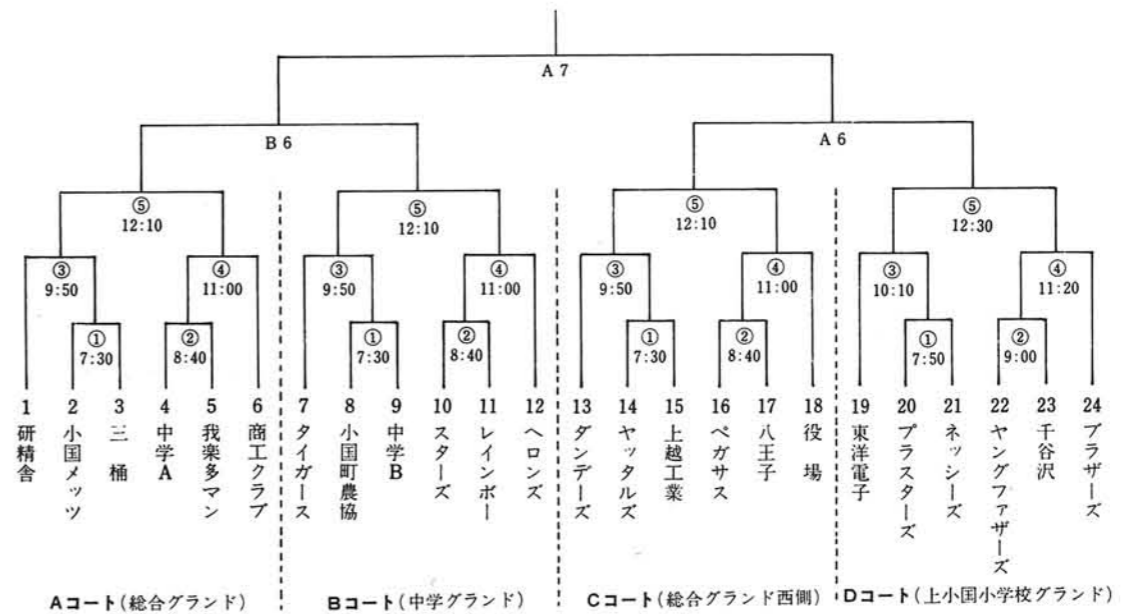 A 7
B 6
A 6
⑤
12:10
⑤
12:10
⑤
12:10
⑤
12:30
③
9:50
④
11:00
③
9:50
④
11:00
③
9:50
④
11:00
③
10:10
④
11:20
①
7:30
②
8:40
①
7:30
②
8:40
①
7:30
②
8:40
①
7:50
②
9:00
1
研精舎
2
小国メッツ
3
三桶
4
中学A
5
我楽多マン
6
商工クラブ
7
タイガース
8
小国町農協
9
中学B
10
スターズ
11
レインボー
12
ヘロンズ
13
ダンデーズ
14
ヤッタルズ
15
上越工業
16
ペガサス
17
八王子
18
役場
19
東洋電子
20
プラスターズ
21
ネッシーズ
22
ヤングファザーズ
23
千谷沢
24
ブラザーズ
Aコート(総合グランド)
Bコート(中学グランド)
Cコート(総合グランド西側)
Dコート(上小国小学校グランド)